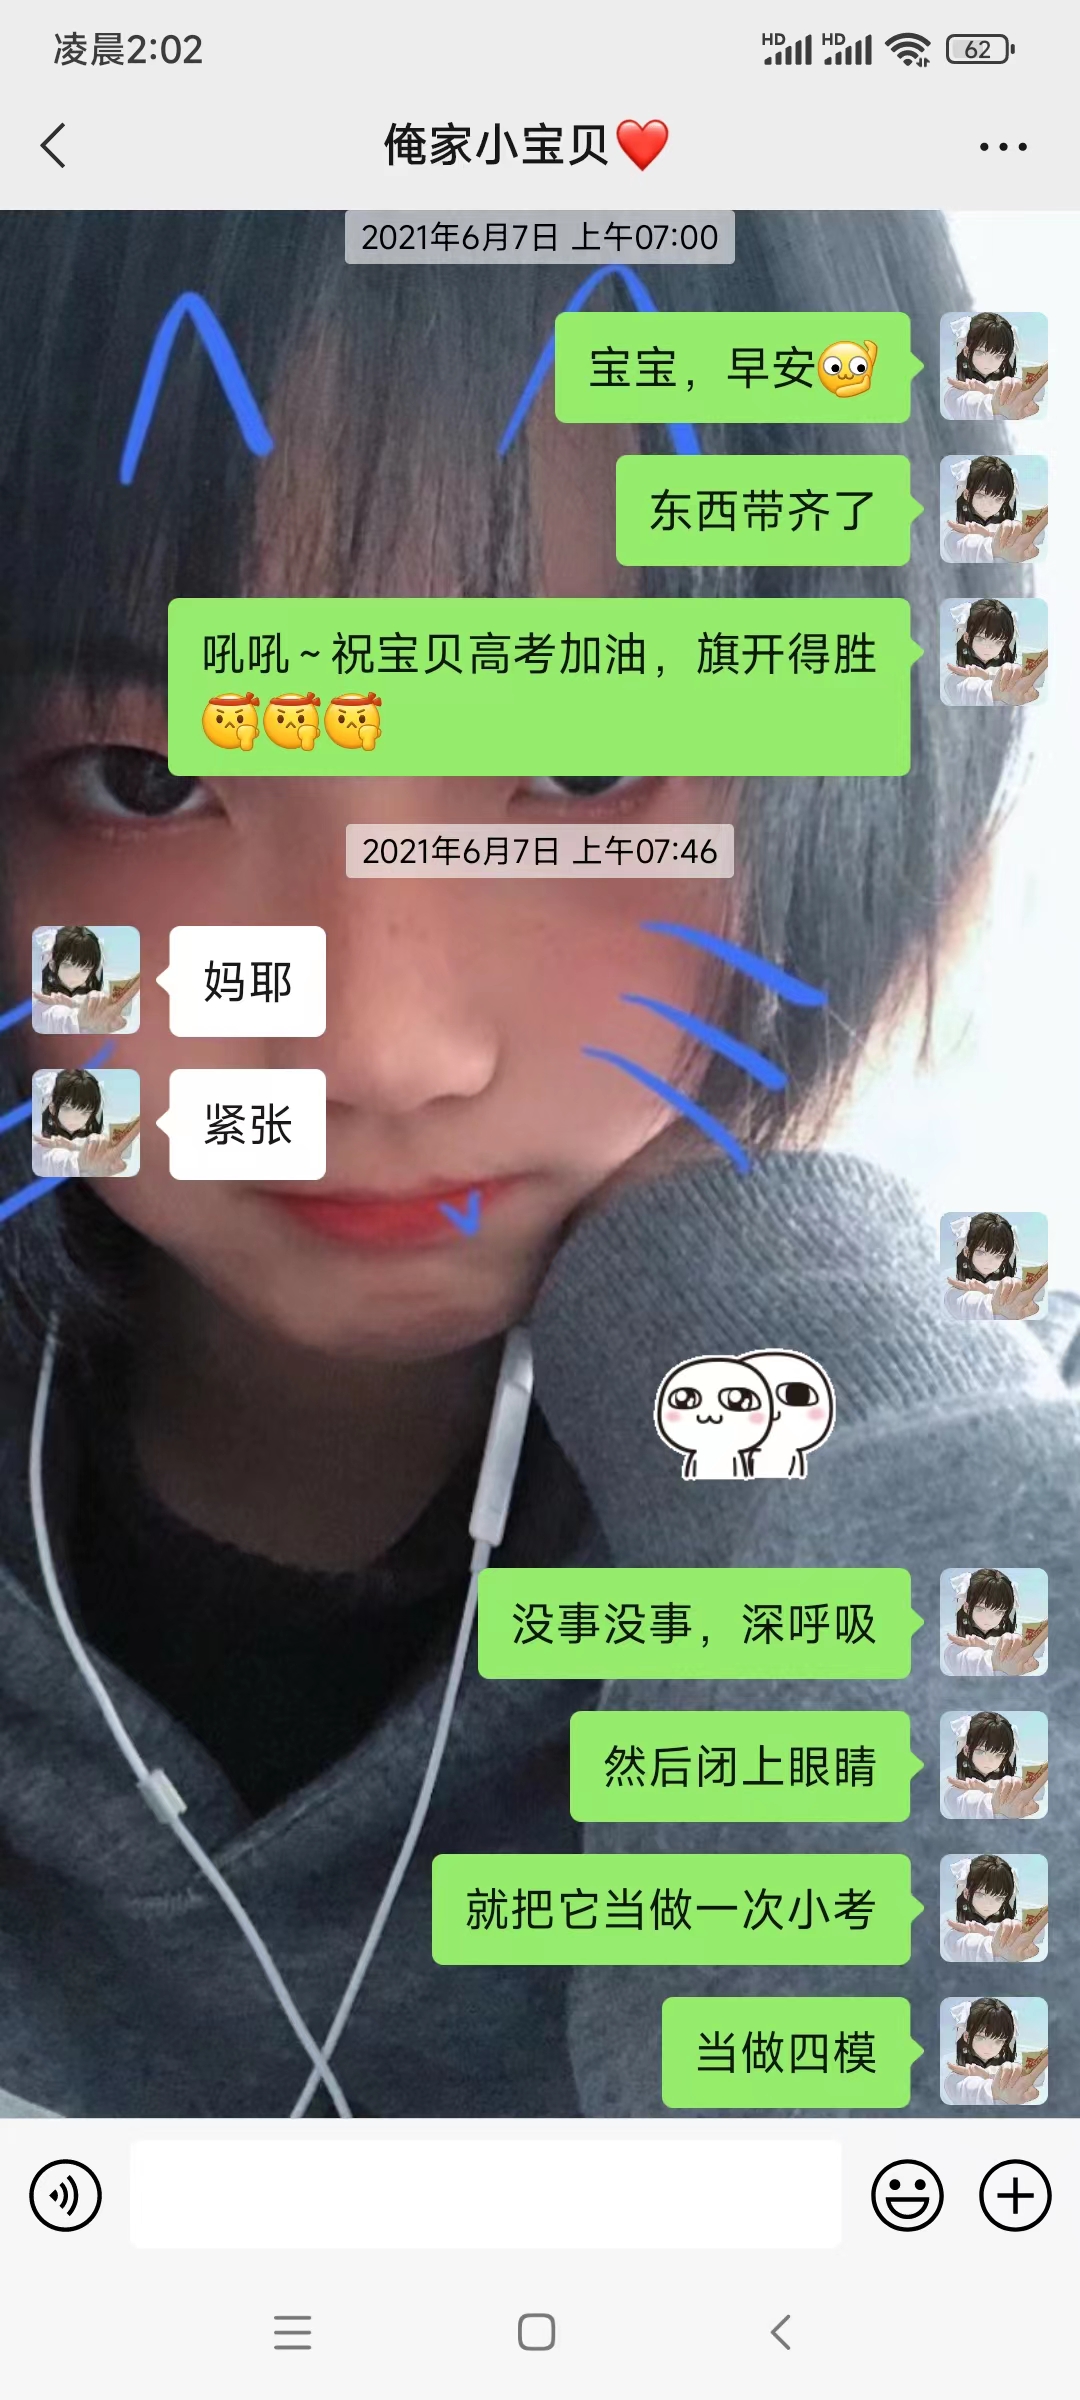 凌晨2:02
HD HD 62
俺家小宝贝❤️
2021年6月7日 上午07:00
宝宝，早安
东西带齐了
吼吼~祝宝贝高考加油，旗开得胜
2021年6月7日 上午07:46
妈耶
紧张
没事没事，深呼吸
然后闭上眼睛
就把它当做一次小考
当做四模